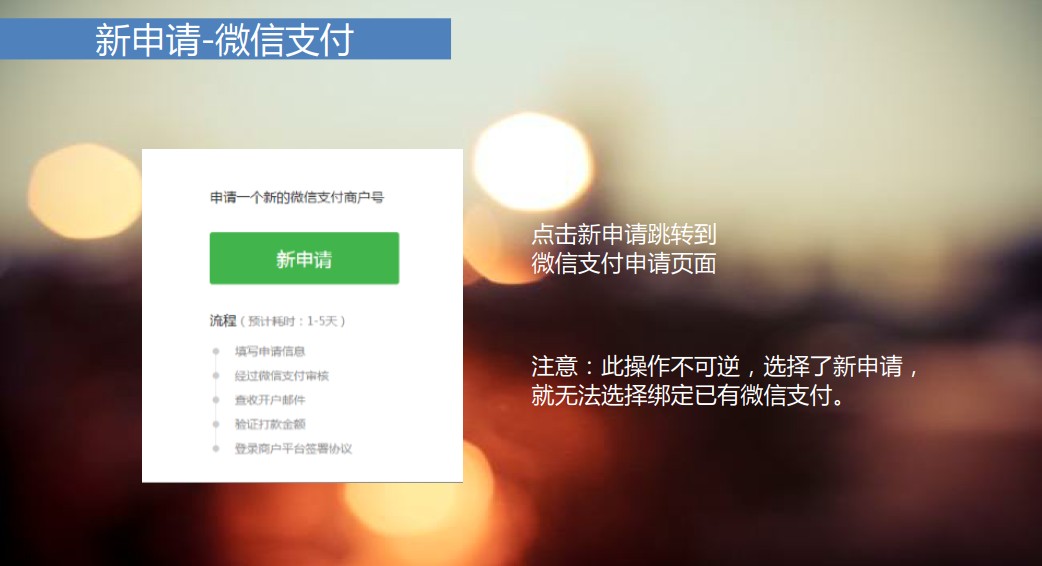 新申请-微信支付
申请一个新的微信支付商户号
新申请
流程（预计耗时：1-5天）
填写申请信息
经过微信支付审核
查收开户邮件
验证打款金额
登录商户平台签署协议
点击新申请跳转到
微信支付申请页面
注意：此操作不可逆，选择了新申请，
就无法选择绑定已有微信支付。